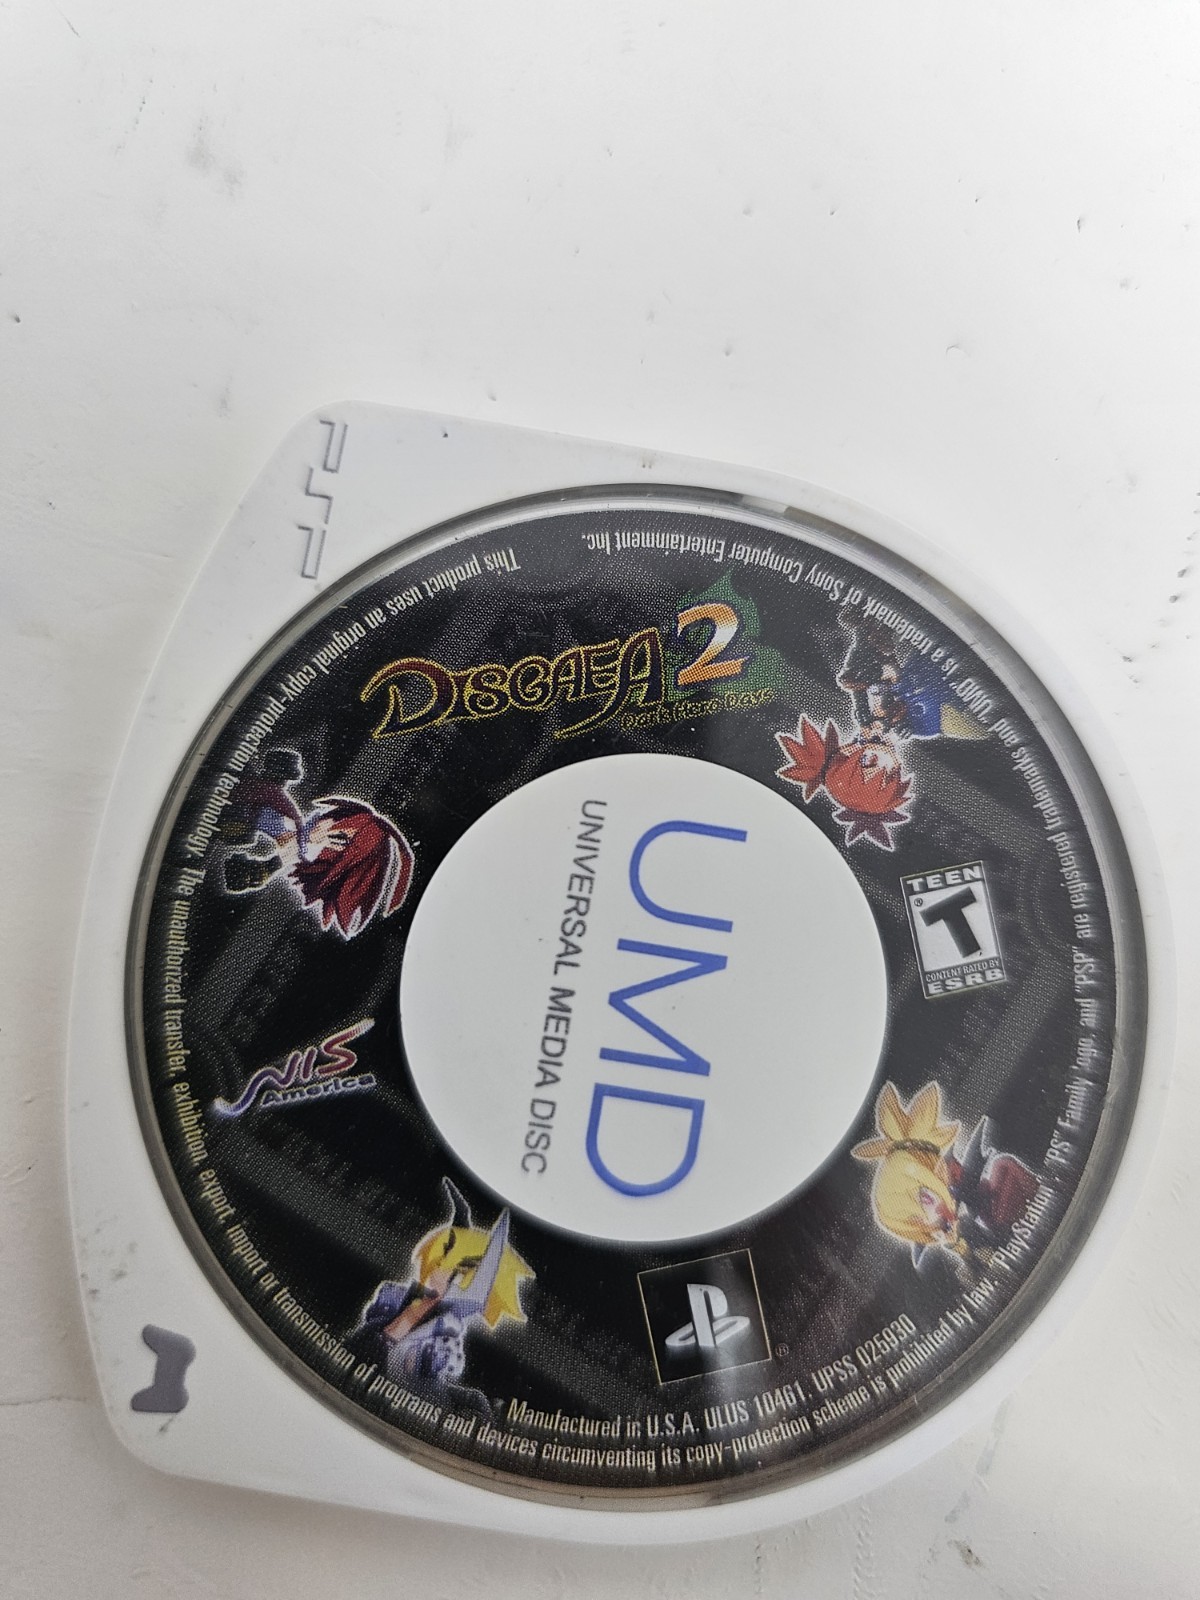 PSP
DISGAEA 2
Dark Hero Days
UMD
UNIVERSAL MEDIA DISC
TEEN
T
®
CONTENT RATED BY
ESRB
NIS
America
®
Manufactured in U.S.A. ULUS 10461, UPSS 025930
This product uses an original copy-protection technology. The unauthorized transfer, exhibition, export, import or transmission of programs and devices circumventing its copy-protection scheme is prohibited by law. "PlayStation", "PS" Family logo, and "PSP" are registered trademarks and "UMD" is a trademark of Sony Computer Entertainment Inc.